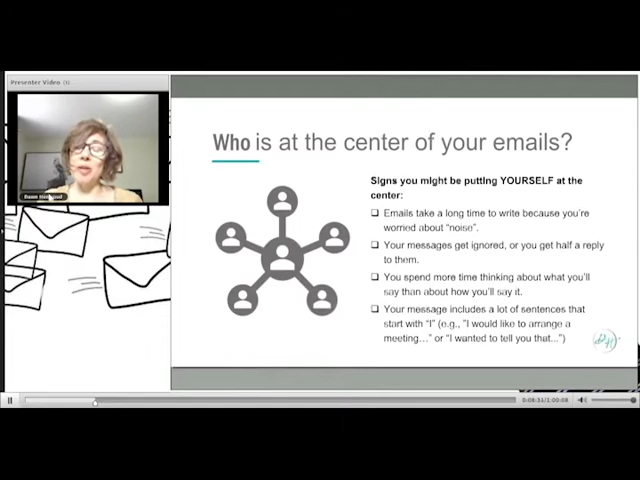 Presenter Video (1)
Who is at the center of your emails?
Signs you might be putting YOURSELF at the
center:
Emails take a long time to write because you're
worried about "noise".
Your messages get ignored, or you get half a reply
to them.
You spend more time thinking about what you'll
say than about how you'll say it.
Your message includes a lot of sentences that
start with "I" (e.g., "I would like to arrange a
meeting..." or "I wanted to tell you that...")
Dawn
DH